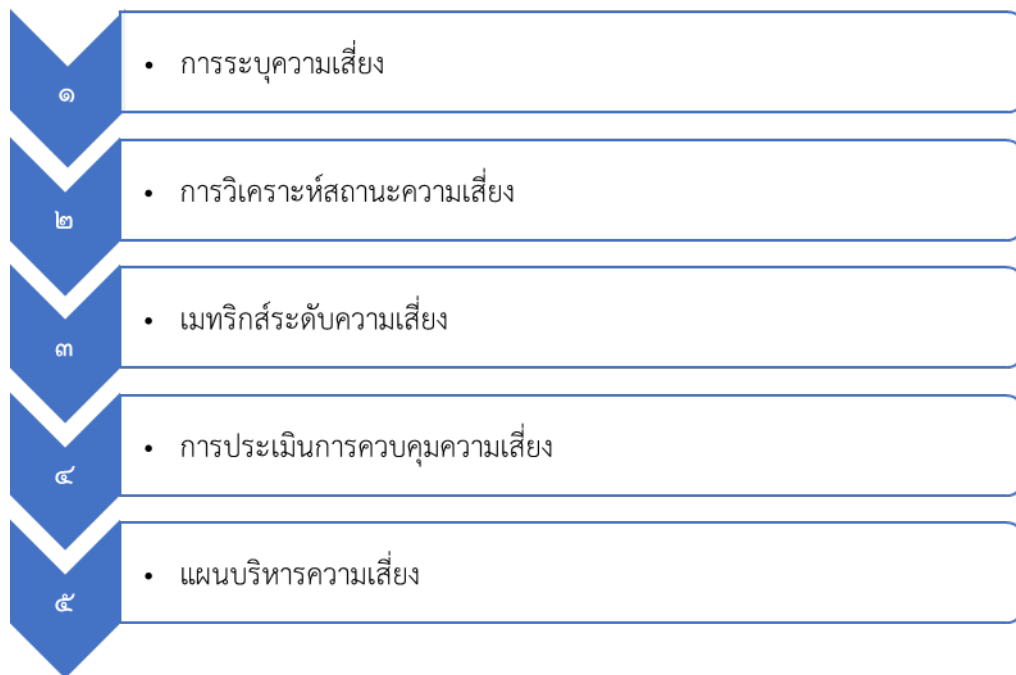 ๑
• การระบุความเสี่ยง
๒
• การวิเคราะห์สถานะความเสี่ยง
๓
• เมทริกส์ระดับความเสี่ยง
๔
• การประเมินการควบคุมความเสี่ยง
๕
• แผนบริหารความเสี่ยง